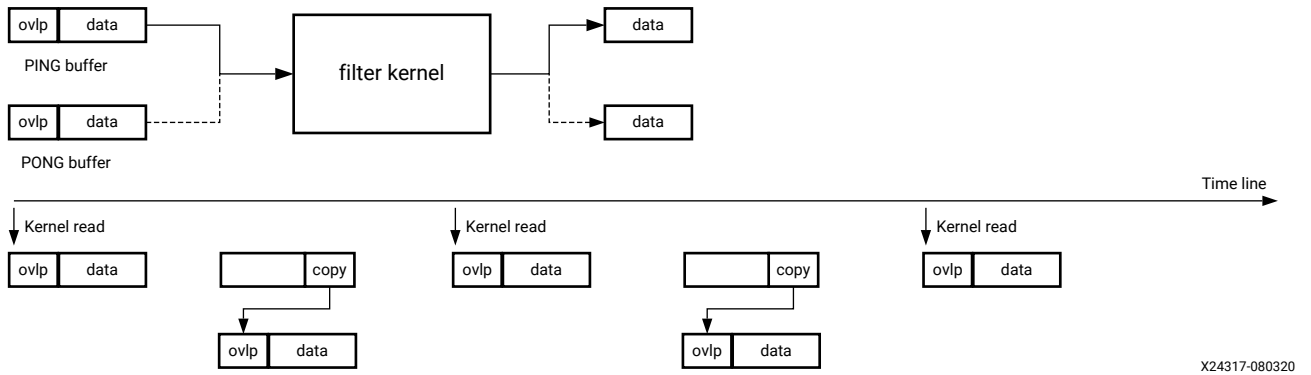 ovlp data
data
filter kernel
PING buffer
ovlp data
data
PONG buffer
Time line
Kernel read
Kernel read
Kernel read
ovlp data
copy
ovlp data
copy
ovlp data
ovlp data
ovlp data
X24317-080320